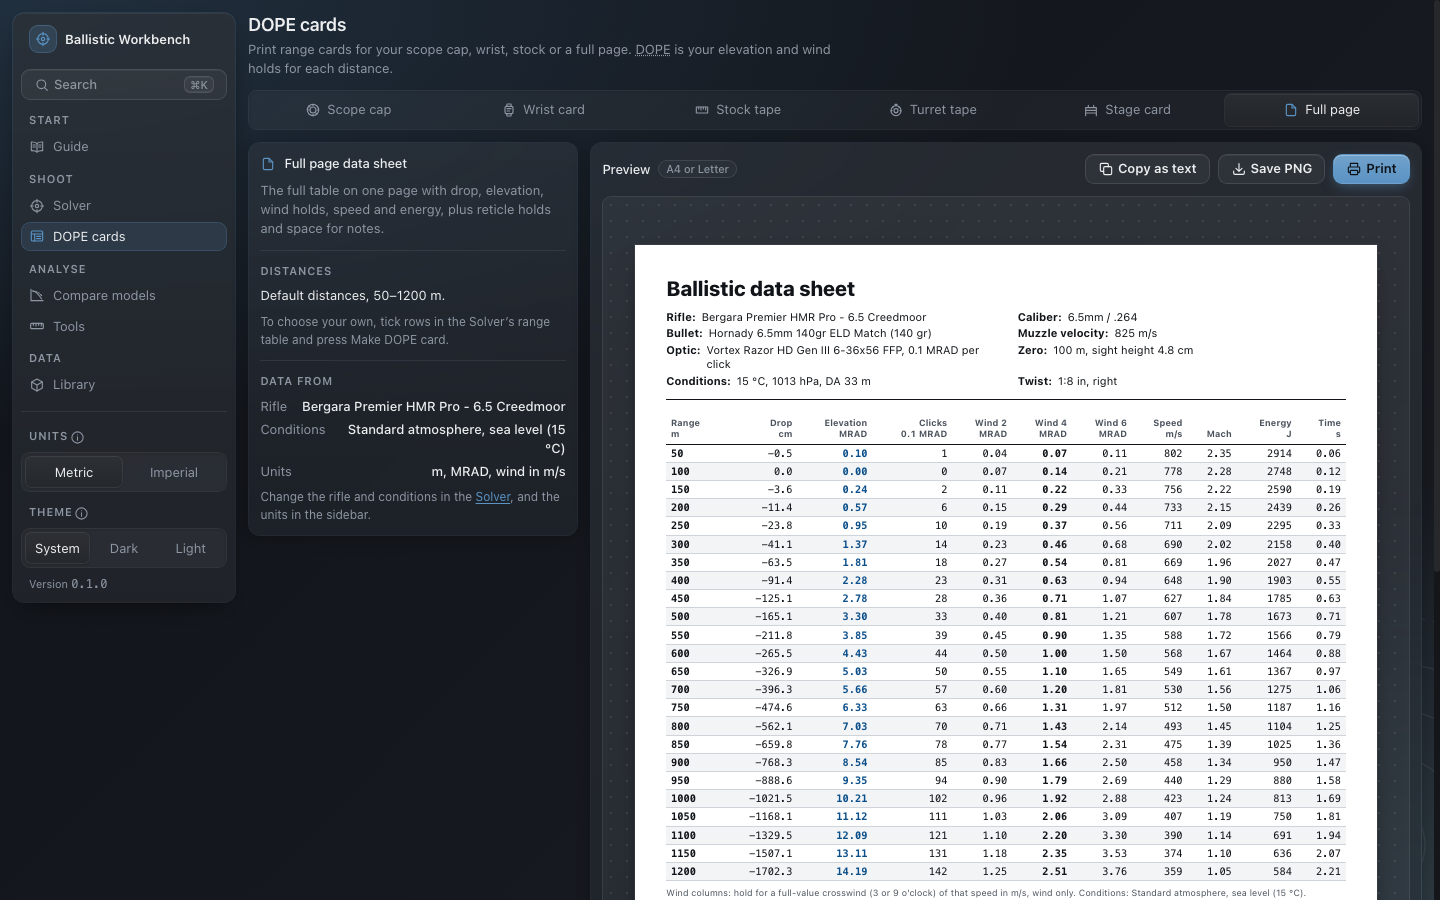 Ballistic Workbench
Search ⌘K
START
Guide
SHOOT
Solver
DOPE cards
ANALYSE
Compare models
Tools
DATA
Library
UNITS
Metric Imperial
THEME
System Dark Light
Version 0.1.0
DOPE cards
Print range cards for your scope cap, wrist, stock or a full page. DOPE is your elevation and wind
holds for each distance.
Scope cap Wrist card Stock tape Turret tape Stage card Full page
Full page data sheet
The full table on one page with drop, elevation,
wind holds, speed and energy, plus reticle holds
and space for notes.
DISTANCES
Default distances, 50–1200 m.
To choose your own, tick rows in the Solver's range
table and press Make DOPE card.
DATA FROM
Rifle Bergara Premier HMR Pro - 6.5 Creedmoor
Conditions Standard atmosphere, sea level (15
°C)
Units m, MRAD, wind in m/s
Change the rifle and conditions in the Solver, and the
units in the sidebar.
Preview A4 or Letter Copy as text Save PNG Print
Ballistic data sheet
Rifle: Bergara Premier HMR Pro - 6.5 Creedmoor Caliber: 6.5mm / .264
Bullet: Hornady 6.5mm 140gr ELD Match (140 gr) Muzzle velocity: 825 m/s
Optic: Vortex Razor HD Gen III 6-36x56 FFP, 0.1 MRAD per Zero: 100 m, sight height 4.8 cm
click
Conditions: 15 °C, 1013 hPa, DA 33 m Twist: 1:8 in, right
Range Drop Elevation Clicks Wind 2 Wind 4 Wind 6 Speed Energy Time
m cm MRAD 0.1 MRAD MRAD MRAD MRAD m/s Mach J s
50 −0.5 0.10 1 0.04 0.07 0.11 802 2.35 2914 0.06
100 0.0 0.00 0 0.07 0.14 0.21 778 2.28 2748 0.12
150 −3.6 0.24 2 0.11 0.22 0.33 756 2.22 2590 0.19
200 −11.4 0.57 6 0.15 0.29 0.44 733 2.15 2439 0.26
250 −23.8 0.95 10 0.19 0.37 0.56 711 2.09 2295 0.33
300 −41.1 1.37 14 0.23 0.46 0.68 690 2.02 2158 0.40
350 −63.5 1.81 18 0.27 0.54 0.81 669 1.96 2027 0.47
400 −91.4 2.28 23 0.31 0.63 0.94 648 1.90 1903 0.55
450 −125.1 2.78 28 0.36 0.71 1.07 627 1.84 1785 0.63
500 −165.1 3.30 33 0.40 0.81 1.21 607 1.78 1673 0.71
550 −211.8 3.85 39 0.45 0.90 1.35 588 1.72 1566 0.79
600 −265.5 4.43 44 0.50 1.00 1.50 568 1.67 1464 0.88
650 −326.9 5.03 50 0.55 1.10 1.65 549 1.61 1367 0.97
700 −396.3 5.66 57 0.60 1.20 1.81 530 1.56 1275 1.06
750 −474.6 6.33 63 0.66 1.31 1.97 512 1.50 1187 1.16
800 −562.1 7.03 70 0.71 1.43 2.14 493 1.45 1104 1.25
850 −659.8 7.76 78 0.77 1.54 2.31 475 1.39 1025 1.36
900 −768.3 8.54 85 0.83 1.66 2.50 458 1.34 950 1.47
950 −888.6 9.35 94 0.90 1.79 2.69 440 1.29 880 1.58
1000 −1021.5 10.21 102 0.96 1.92 2.88 423 1.24 813 1.69
1050 −1168.1 11.12 111 1.03 2.06 3.09 407 1.19 750 1.81
1100 −1329.5 12.09 121 1.10 2.20 3.30 390 1.14 691 1.94
1150 −1507.1 13.11 131 1.18 2.35 3.53 374 1.10 636 2.07
1200 −1702.3 14.19 142 1.25 2.51 3.76 359 1.05 584 2.21
Wind columns: hold for a full-value crosswind (3 or 9 o'clock) of that speed in m/s, wind only. Conditions: Standard atmosphere, sea level (15 °C).